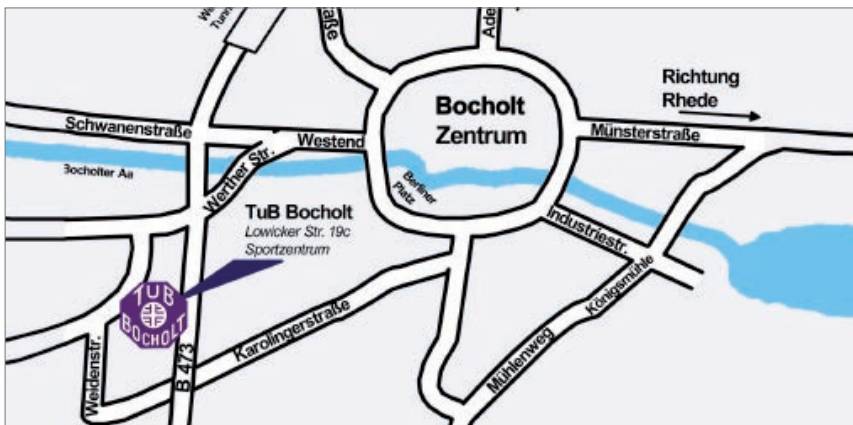 Bocholt
Zentrum
Richtung
Rhede
Schwanenstraße
Westend
Münsterstraße
Bocholter Aa
Werther Str.
Berliner
Platz
TuB Bocholt
Lowicker Str. 19c
Sportzentrum
Industriestr.
Königsmühle
TUB
BOCHOLT
Weidenstr.
B 473
Karolingerstraße
Mühlenweg
straße